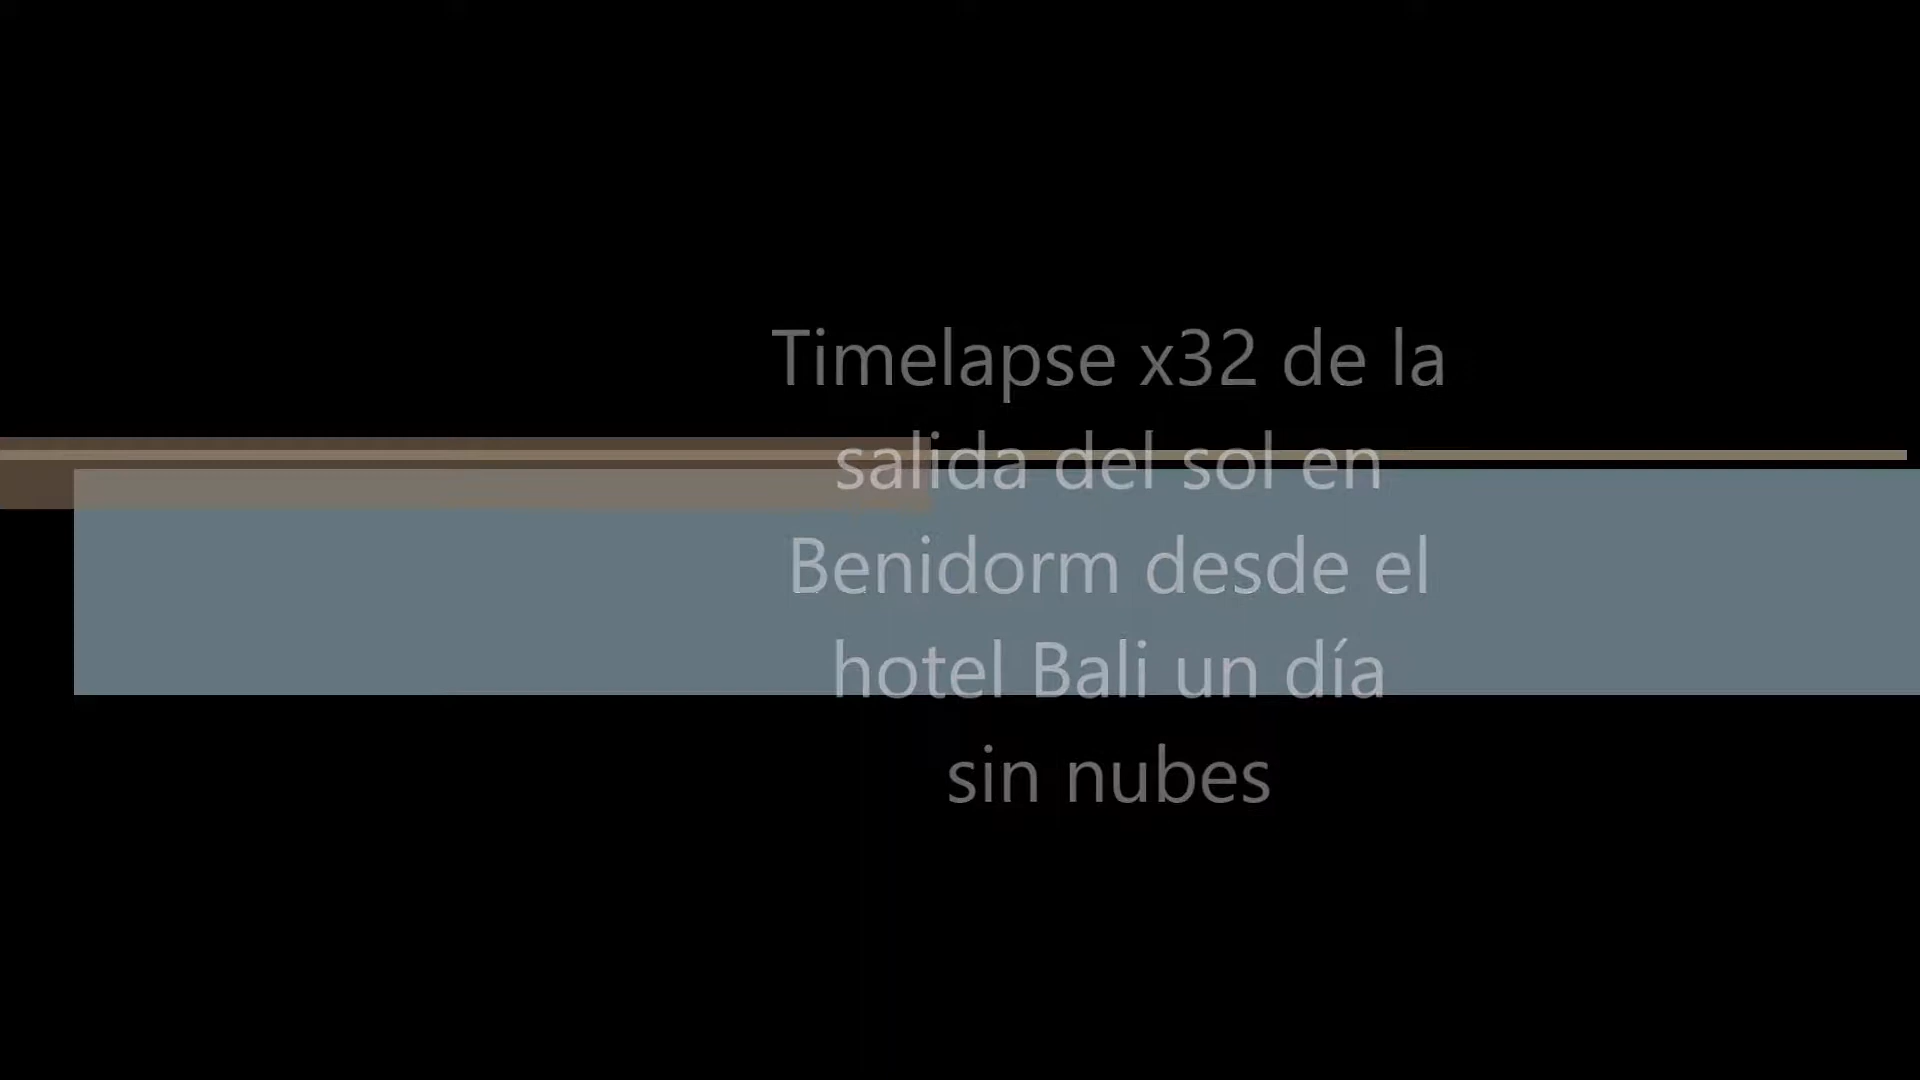 Timelapse x32 de la
salida del sol en
Benidorm desde el
hotel Bali un día
sin nubes